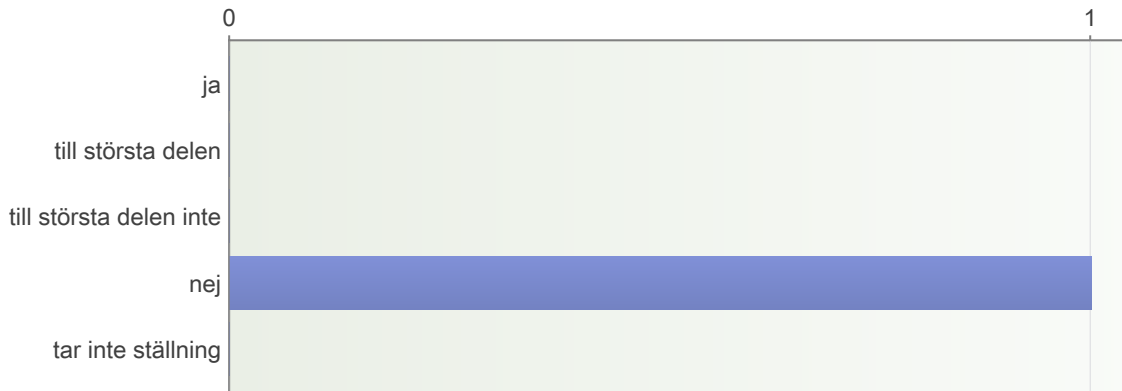 0 1
ja
till största delen
till största delen inte
nej
tar inte ställning